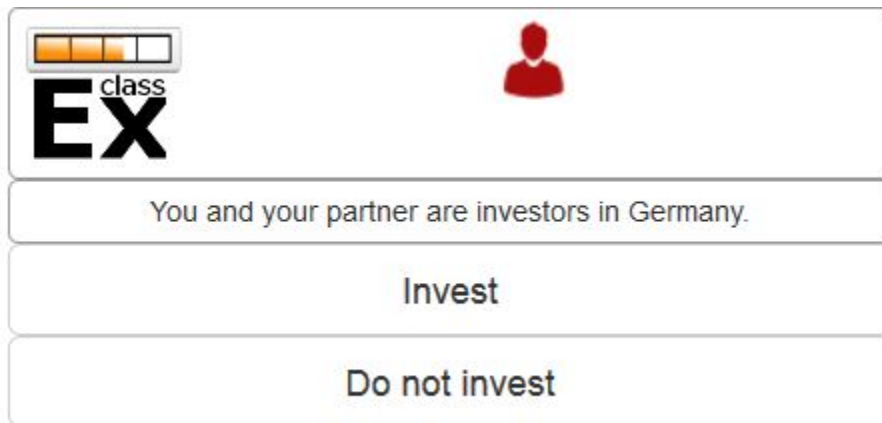 class
Ex
You and your partner are investors in Germany.
Invest
Do not invest